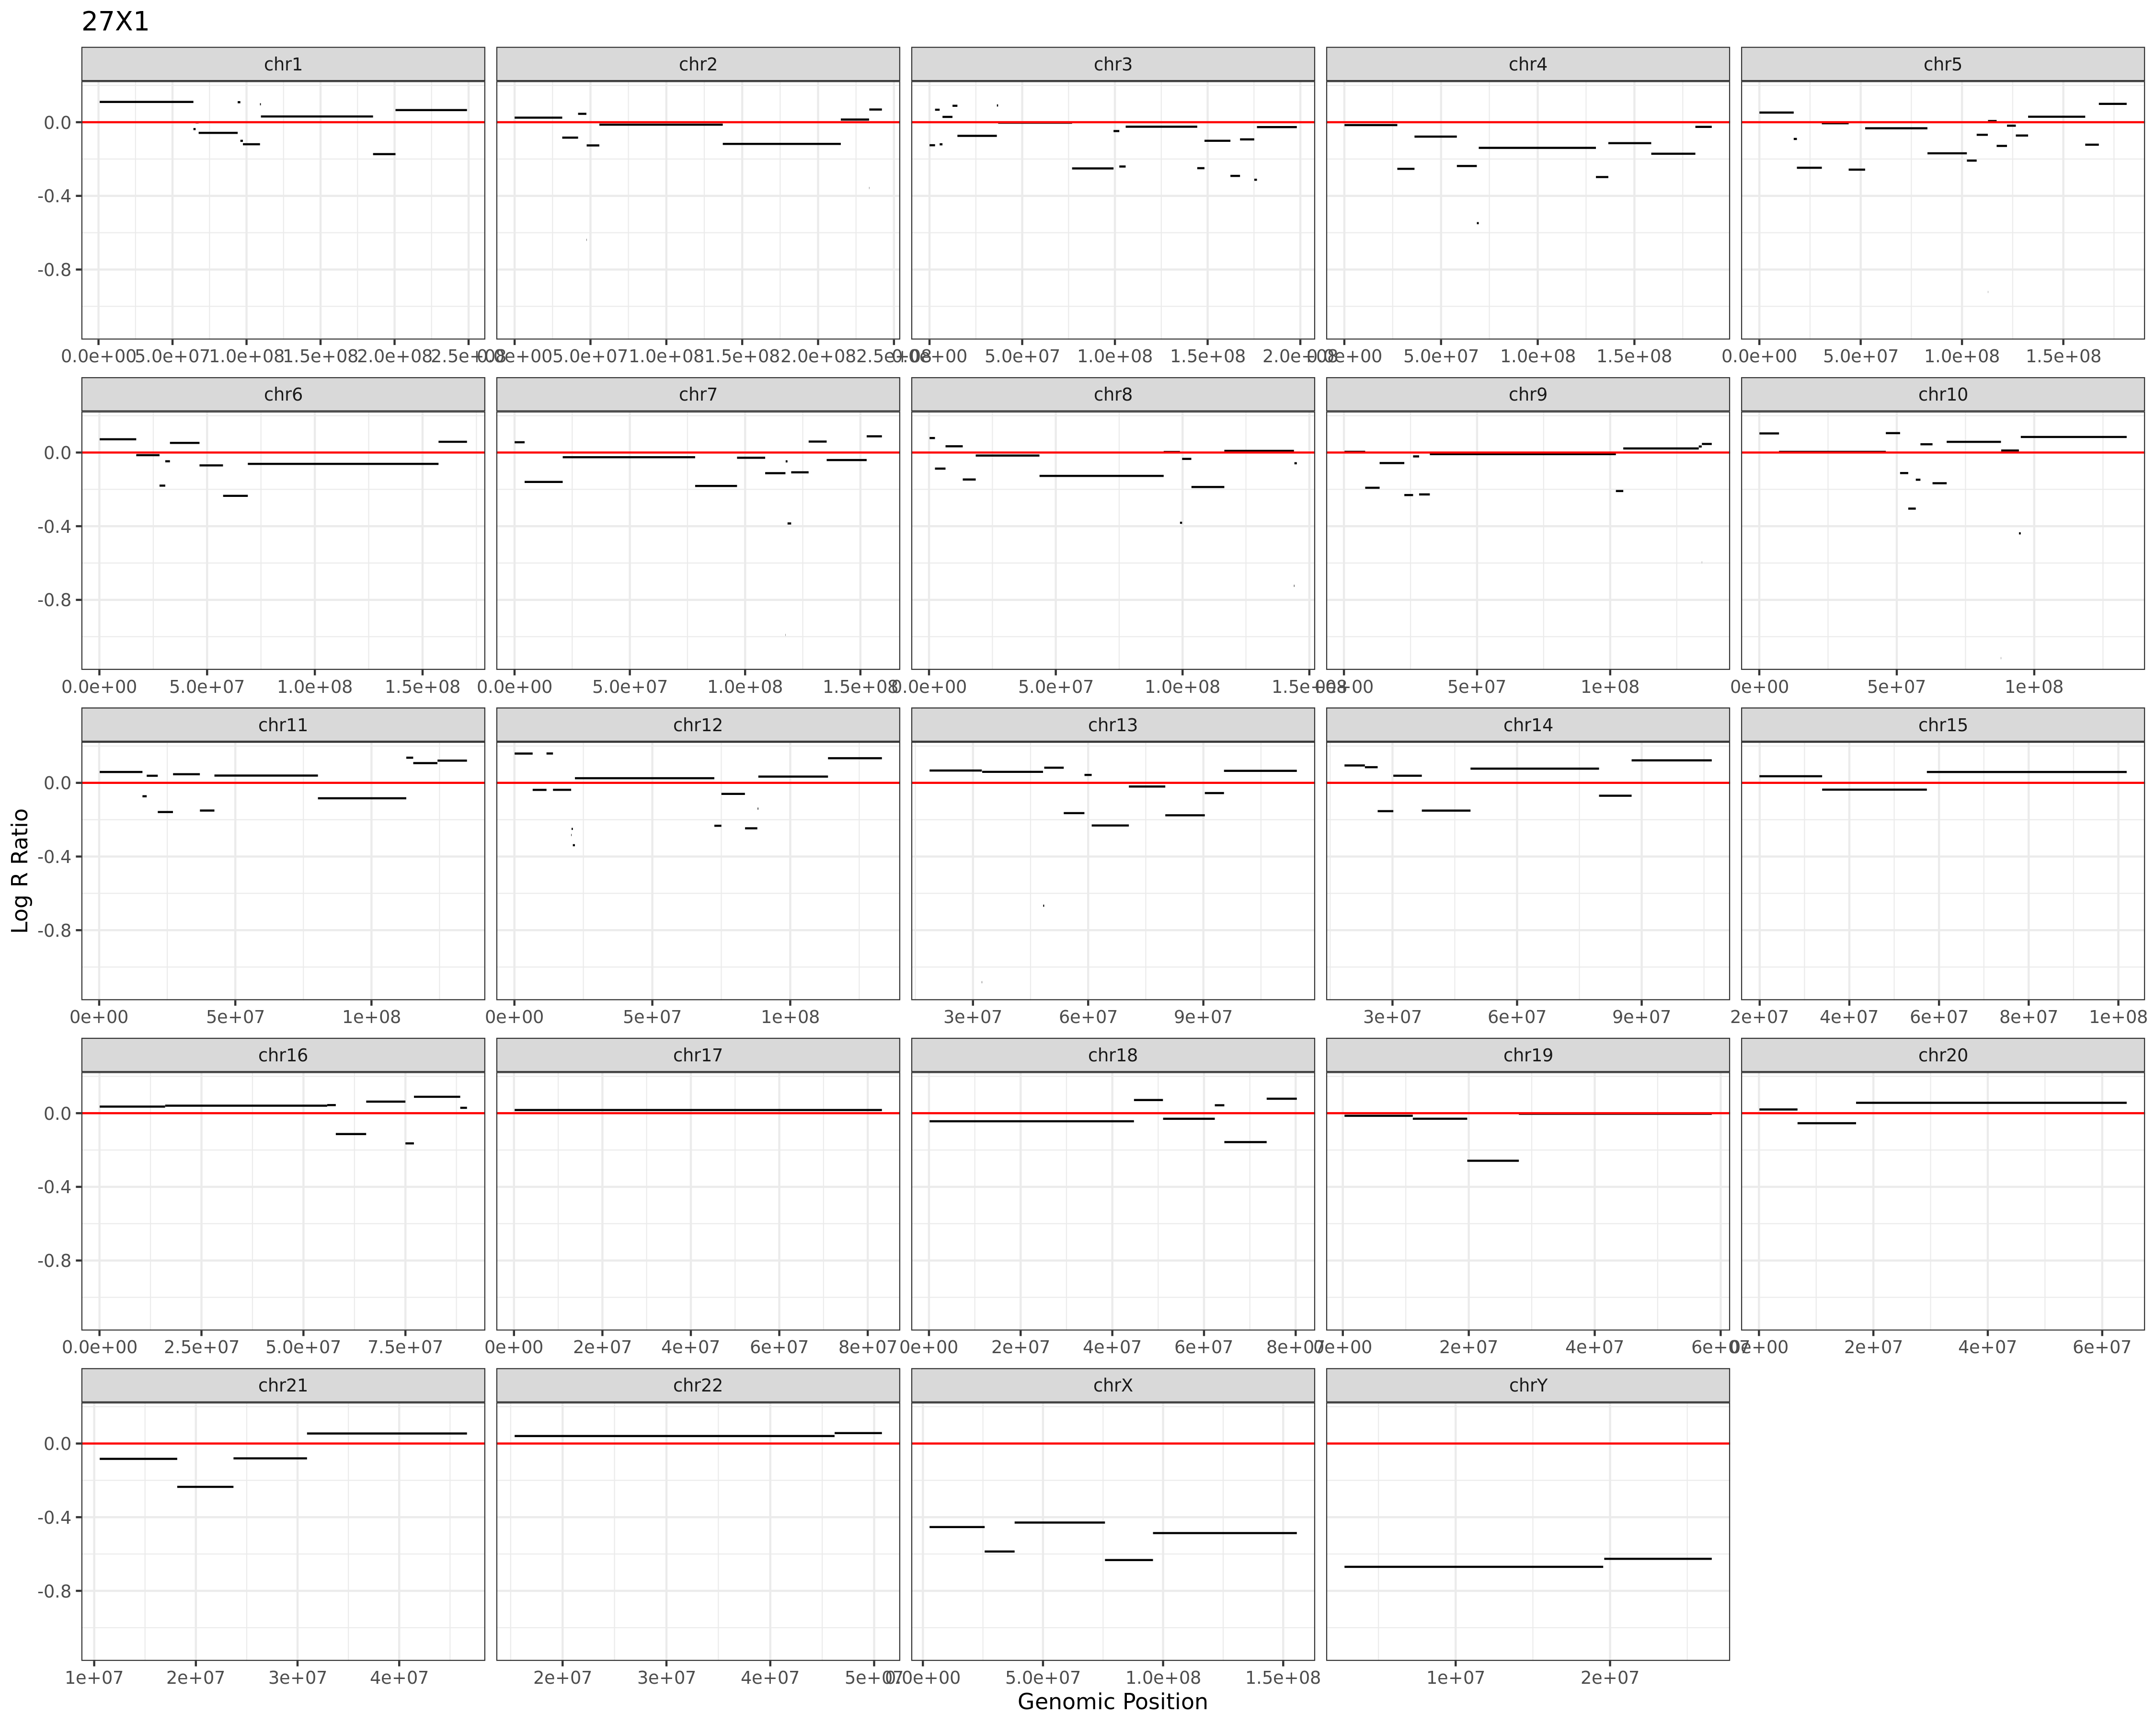 27X1
chr1 chr2 chr3 chr4 chr5
0.0
-0.4
-0.8
0.0e+00 5.0e+07 1.0e+08 1.5e+08 2.0e+08 2.5e+08 0.0e+00 5.0e+07 1.0e+08 1.5e+08 2.0e+08 2.5e+08 0.0e+00 5.0e+07 1.0e+08 1.5e+08 2.0e+08 0.0e+00 5.0e+07 1.0e+08 1.5e+08 0.0e+00 5.0e+07 1.0e+08 1.5e+08
chr6 chr7 chr8 chr9 chr10
0.0
-0.4
-0.8
0.0e+00 5.0e+07 1.0e+08 1.5e+08 0.0e+00 5.0e+07 1.0e+08 1.5e+08 0.0e+00 5.0e+07 1.0e+08 1.5e+08 0e+00 5e+07 1e+08 0e+00 5e+07 1e+08
chr11 chr12 chr13 chr14 chr15
0.0
-0.4
-0.8
Log R Ratio
0e+00 5e+07 1e+08 0e+00 5e+07 1e+08 3e+07 6e+07 9e+07 3e+07 6e+07 9e+07 2e+07 4e+07 6e+07 8e+07 1e+08
chr16 chr17 chr18 chr19 chr20
0.0
-0.4
-0.8
0.0e+00 2.5e+07 5.0e+07 7.5e+07 0e+00 2e+07 4e+07 6e+07 8e+07 0e+00 2e+07 4e+07 6e+07 8e+07 0e+00 2e+07 4e+07 6e+07 0e+00 2e+07 4e+07 6e+07
chr21 chr22 chrX chrY
0.0
-0.4
-0.8
1e+07 2e+07 3e+07 4e+07 2e+07 3e+07 4e+07 5e+07 0.0e+00 5.0e+07 1.0e+08 1.5e+08 1e+07 2e+07
Genomic Position